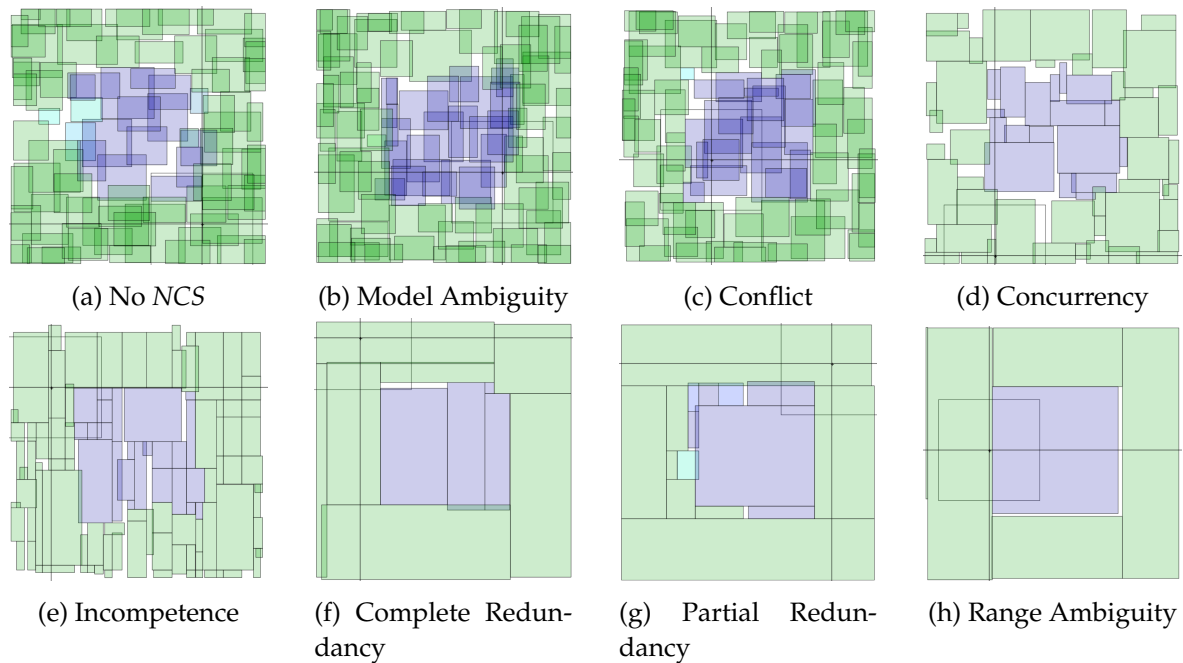 (a) No NCS
(b) Model Ambiguity
(c) Conflict
(d) Concurrency
(e) Incompetence
(f) Complete Redun-
dancy
(g) Partial Redun-
dancy
(h) Range Ambiguity